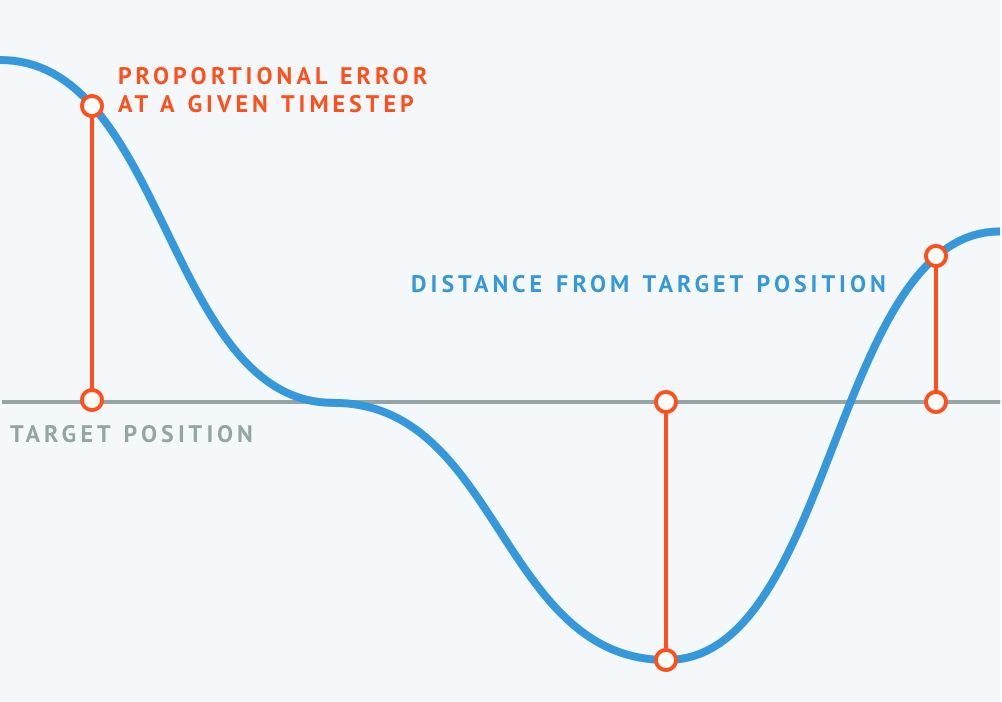 PROPORTIONAL ERROR
AT A GIVEN TIMESTEP
DISTANCE FROM TARGET POSITION
TARGET POSITION